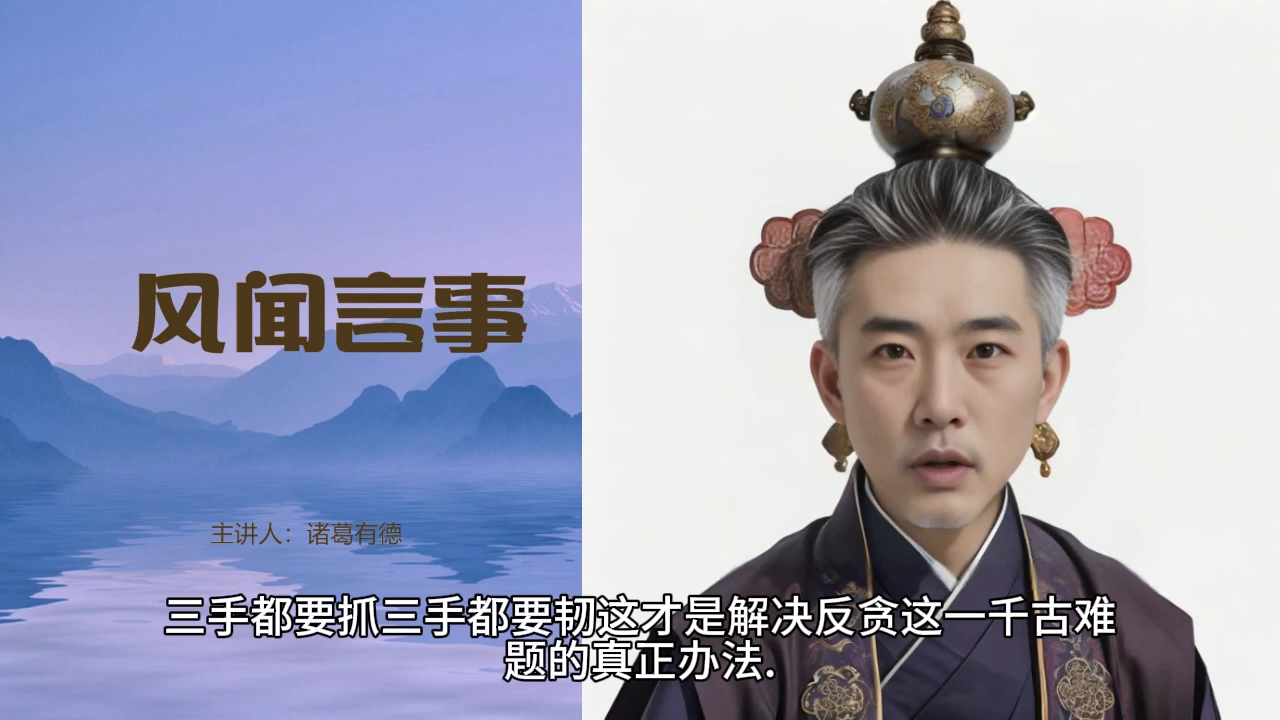 风闻言事
主讲人：诸葛有德
三手都要抓三手都要韧这才是解决反贪这一千古难
题的真正办法.